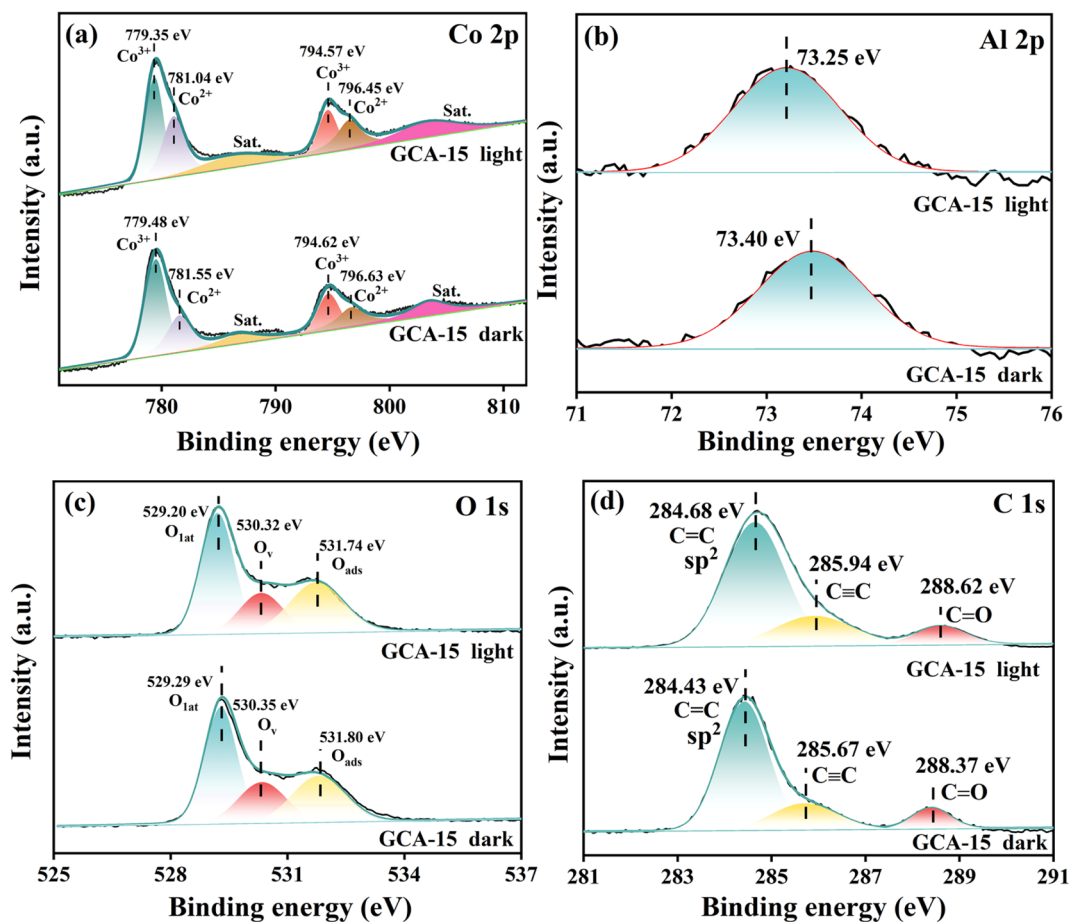 (a)
Co 2p
779.35 eV
Co3+
781.04 eV
Co2+
794.57 eV
Co3+
796.45 eV
Co2+
Sat.
Sat.
GCA-15 light
779.48 eV
Co3+
781.55 eV
Co2+
794.62 eV
Co3+
796.63 eV
Co2+
Sat.
Sat.
GCA-15 dark
Intensity (a.u.)
780 790 800 810
Binding energy (eV)
(b)
Al 2p
73.25 eV
GCA-15 light
73.40 eV
GCA-15 dark
Intensity (a.u.)
71 72 73 74 75 76
Binding energy (eV)
(c)
O 1s
529.20 eV
O1at
530.32 eV
Ov
531.74 eV
Oads
GCA-15 light
529.29 eV
O1at
530.35 eV
Ov
531.80 eV
Oads
GCA-15 dark
Intensity (a.u.)
525 528 531 534 537
Binding energy (eV)
(d)
C 1s
284.68 eV
C=C
sp2
285.94 eV
C≡C
288.62 eV
C=O
GCA-15 light
284.43 eV
C=C
sp2
285.67 eV
C≡C
288.37 eV
C=O
GCA-15 dark
Intensity (a.u.)
281 283 285 287 289 291
Binding energy (eV)